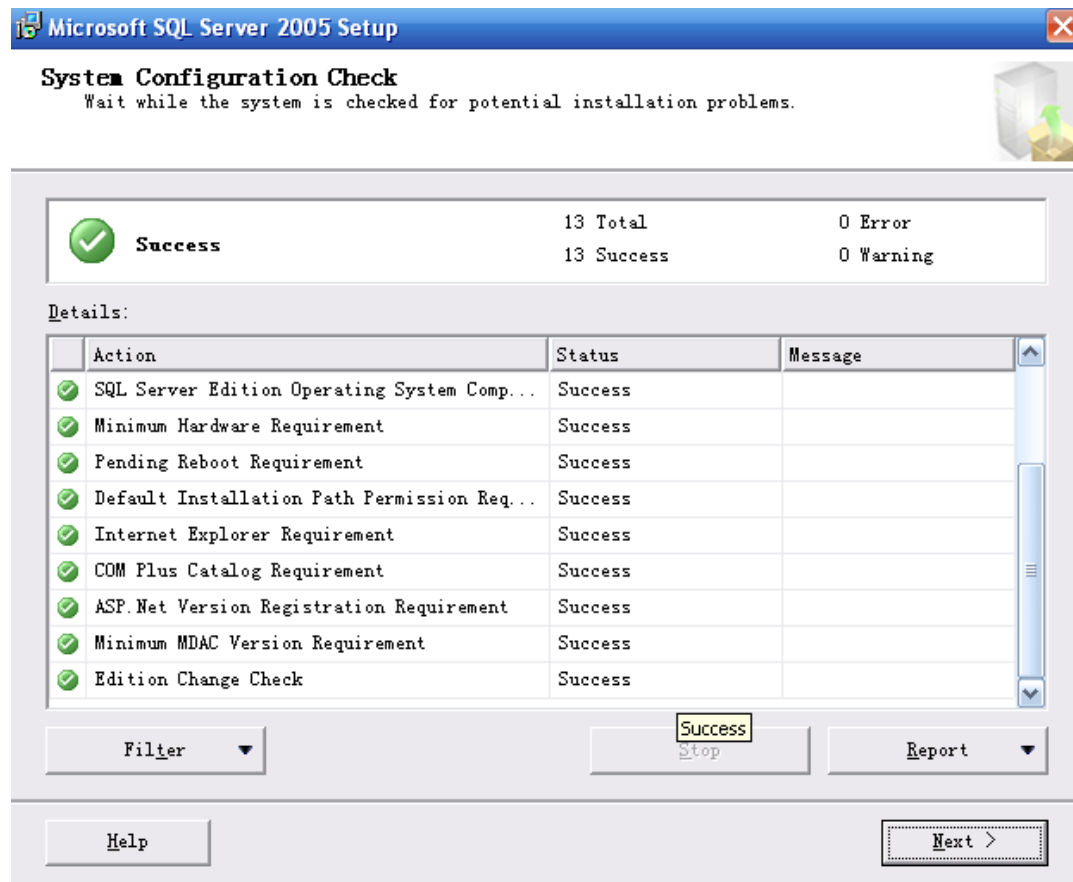 Microsoft SQL Server 2005 Setup
System Configuration Check
Wait while the system is checked for potential installation problems.
Success 13 Total 0 Error
13 Success 0 Warning
Details:
Action Status Message
SQL Server Edition Operating System Comp... Success
Minimum Hardware Requirement Success
Pending Reboot Requirement Success
Default Installation Path Permission Req... Success
Internet Explorer Requirement Success
COM Plus Catalog Requirement Success
ASP.Net Version Registration Requirement Success
Minimum MDAC Version Requirement Success
Edition Change Check Success
Success
Filter Stop Report
Help Next >